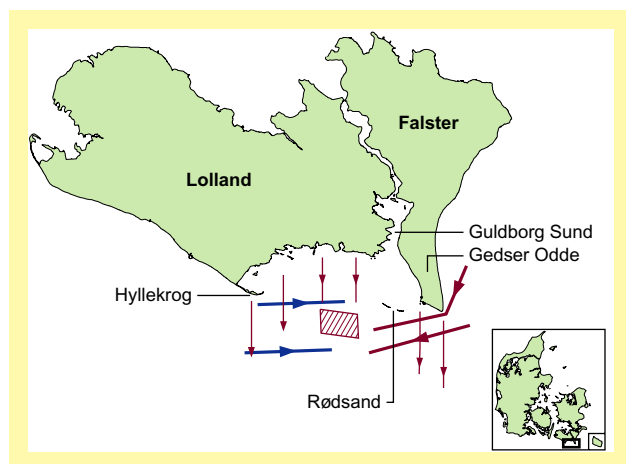 Falster
Lolland
Guldborg Sund
Gedser Odde
Hyllekrog
Rødsand